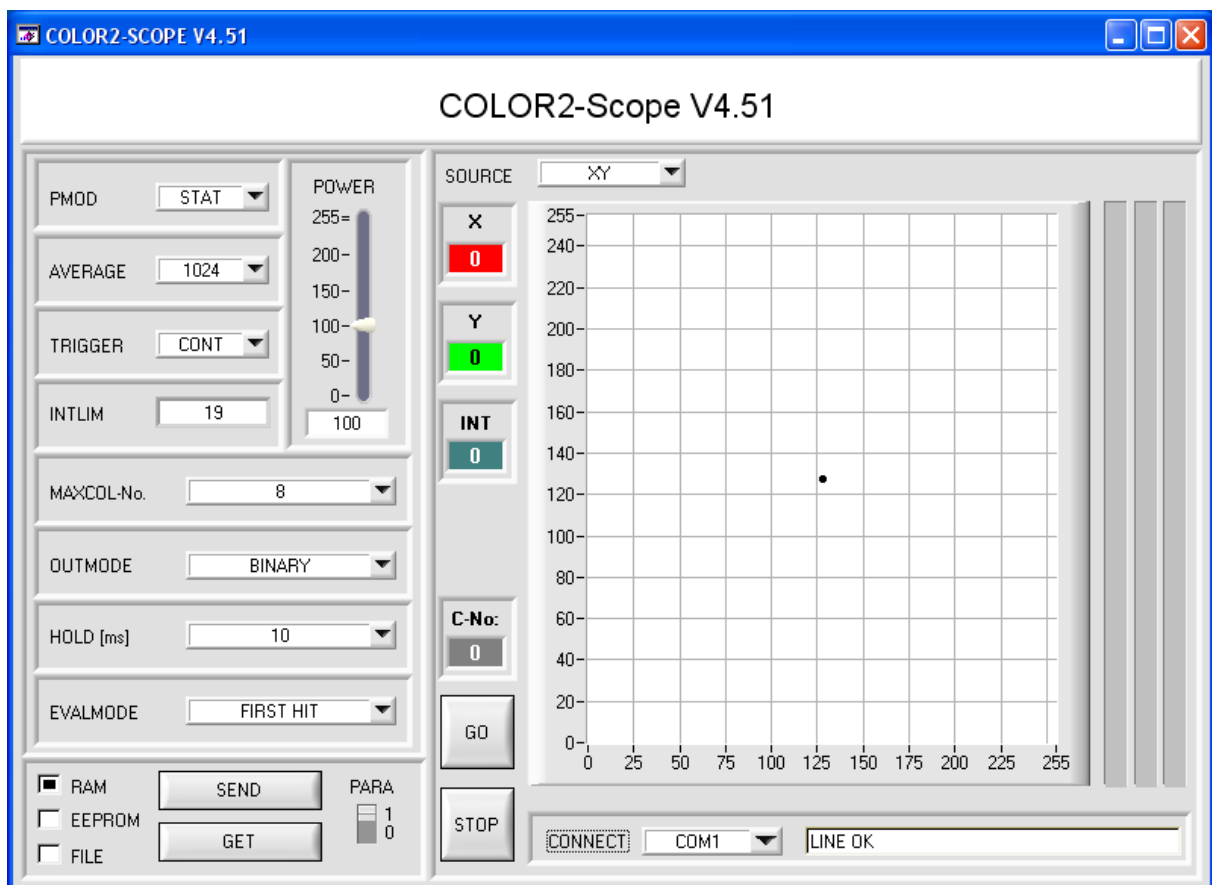 COLOR2-SCOPE V4.51
COLOR2-Scope V4.51
PMOD STAT
AVERAGE 1024
TRIGGER CONT
INTLIM 19
POWER
255=
200-
150-
100-
50-
0-
100
MAXCOL-No. 8
OUTMODE BINARY
HOLD [ms] 10
EVALMODE FIRST HIT
RAM
EEPROM
FILE
SEND
GET
PARA
1
0
SOURCE XY
X
0
Y
0
INT
0
C-No:
0
GO
STOP
255-
240-
220-
200-
180-
160-
140-
120-
100-
80-
60-
40-
20-
0-
0 25 50 75 100 125 150 175 200 225 255
CONNECT COM1 LINE OK